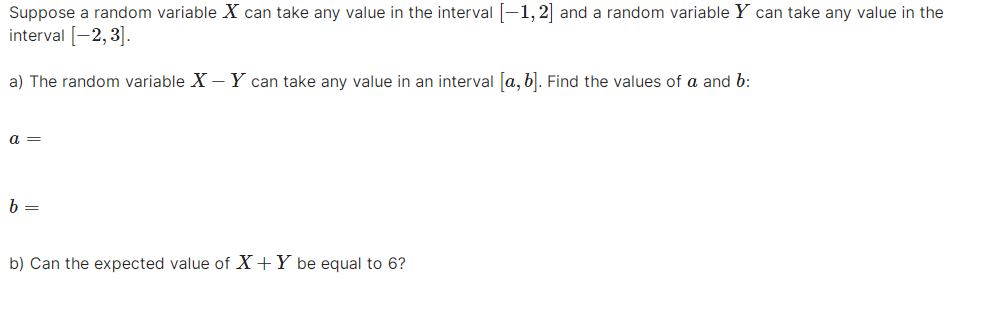 Suppose a random variable X can take any value in the interval [−1, 2] and a random variable Y can take any value in the
interval [−2, 3].
a) The random variable X − Y can take any value in an interval [a, b]. Find the values of a and b:
a =
b =
b) Can the expected value of X + Y be equal to 6?